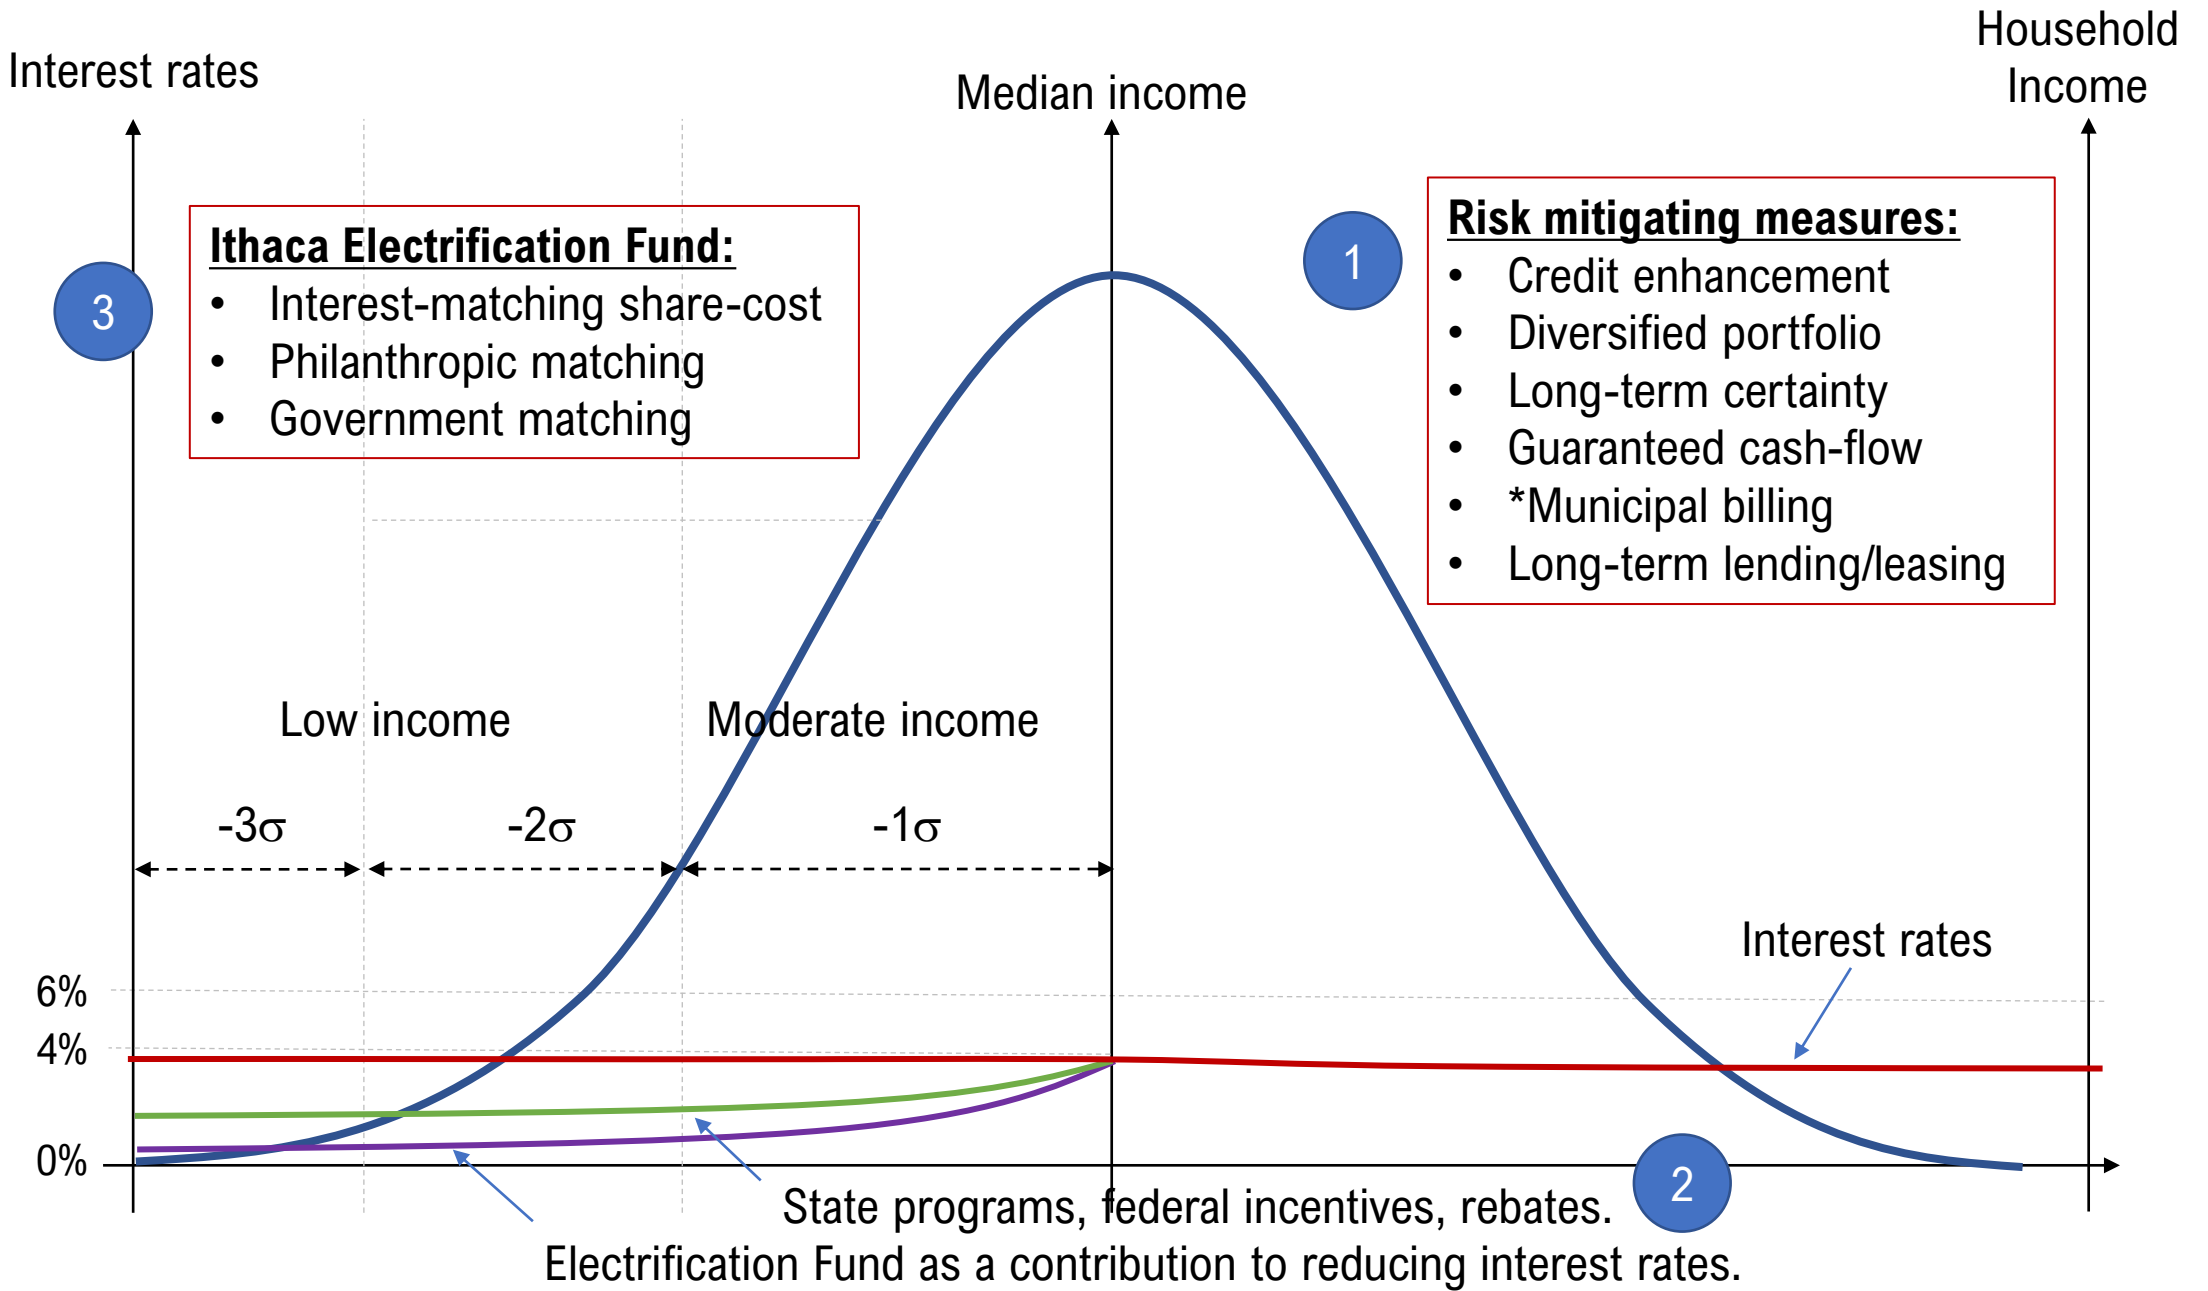 Household
Interest rates
Median income
Income
Ithaca Electrification Fund:
• Interest-matching share-cost
• Philanthropic matching
• Government matching
3
1
Risk mitigating measures:
• Credit enhancement
• Diversified portfolio
• Long-term certainty
• Guaranteed cash-flow
• *Municipal billing
• Long-term lending/leasing
Low income
Moderate income
-3σ
-2σ
-1σ
Interest rates
6%
4%
0%
2
State programs, federal incentives, rebates.
Electrification Fund as a contribution to reducing interest rates.